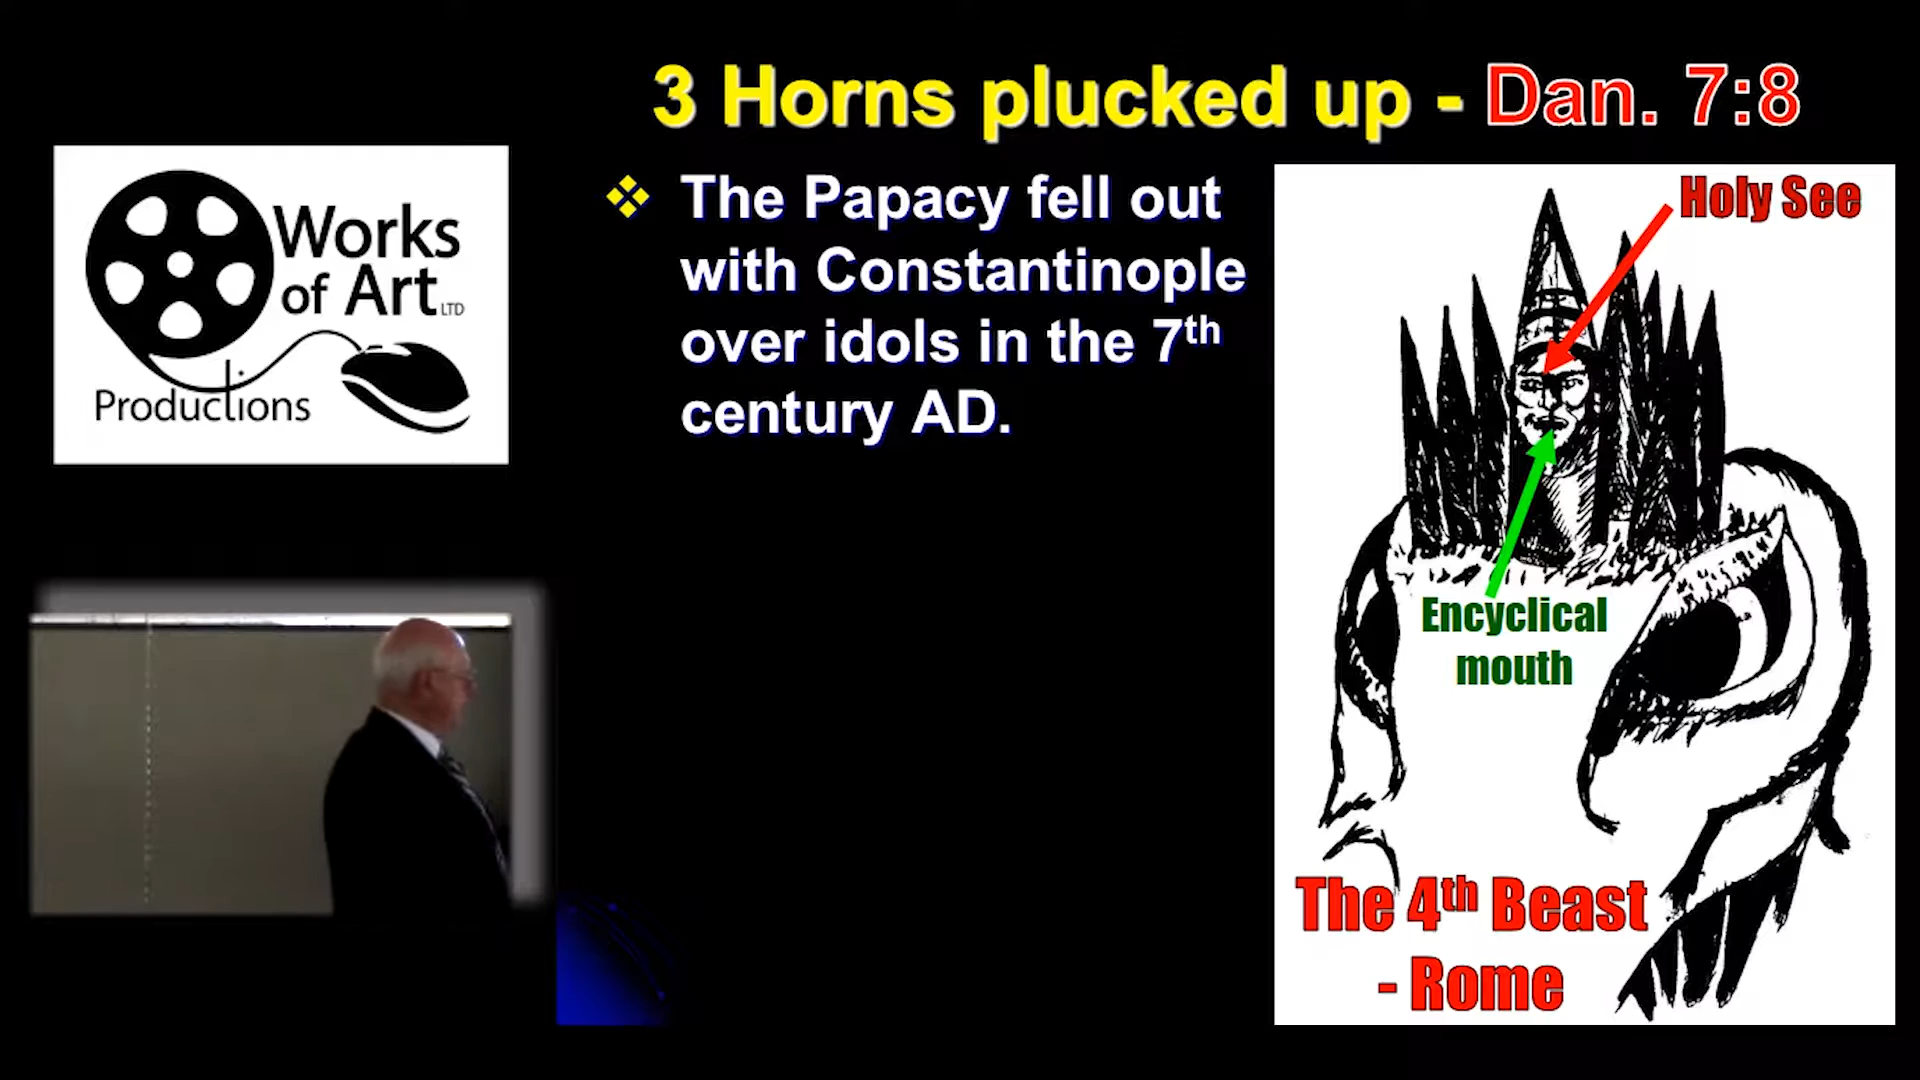 3 Horns plucked up - Dan. 7:8
Works
of Art LTD
Productions
❖ The Papacy fell out
with Constantinople
over idols in the 7th
century AD.
Holy See
Encyclical
mouth
The 4th Beast
- Rome